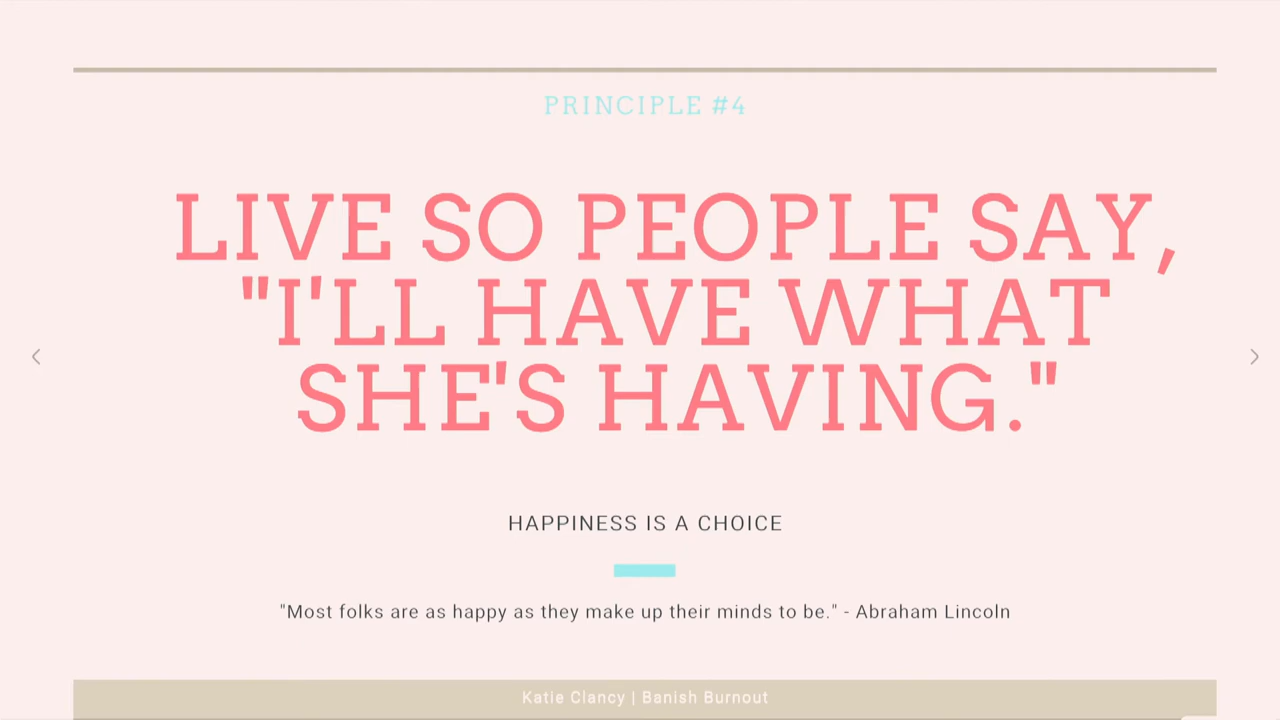 PRINCIPLE #4
LIVE SO PEOPLE SAY,
"I'LL HAVE WHAT
SHE'S HAVING."
HAPPINESS IS A CHOICE
"Most folks are as happy as they make up their minds to be." - Abraham Lincoln
Katie Clancy | Banish Burnout